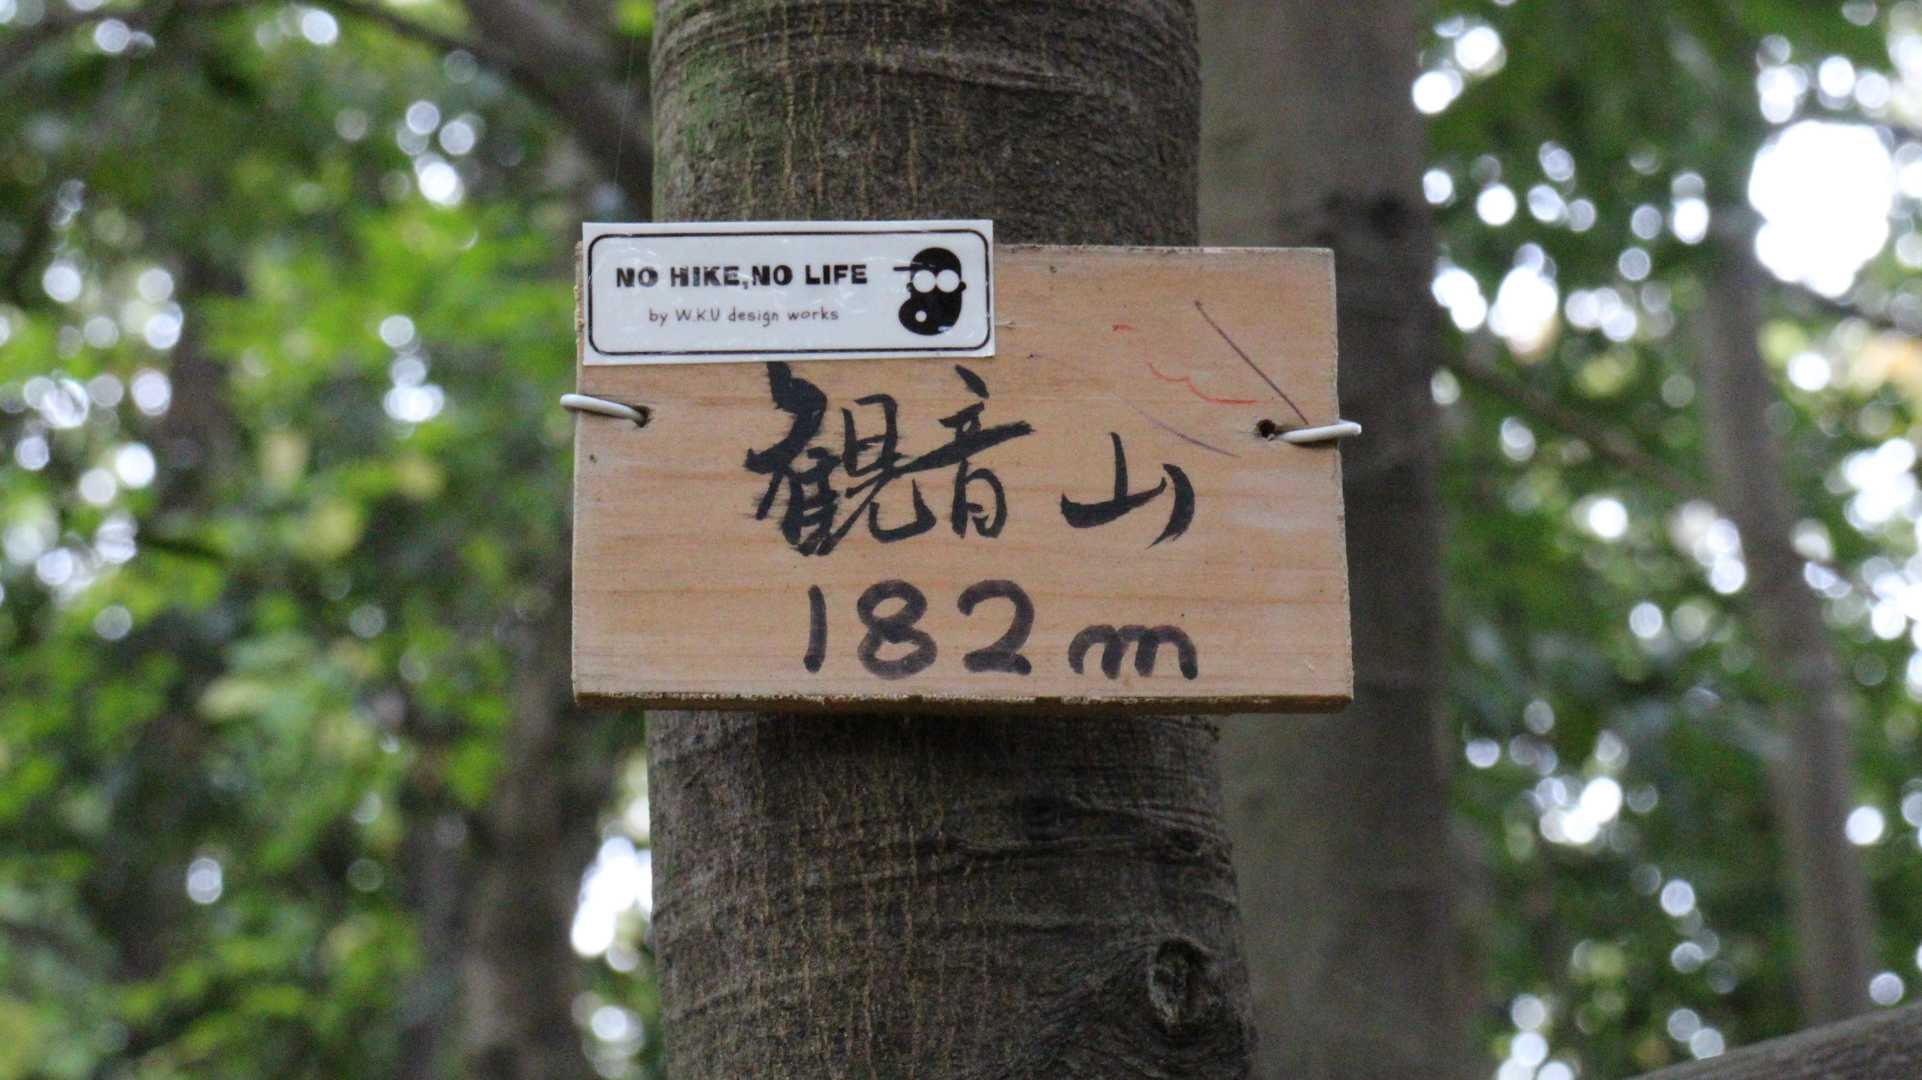 NO HIKE,NO LIFE
by W.K.U design works
観音山
182m